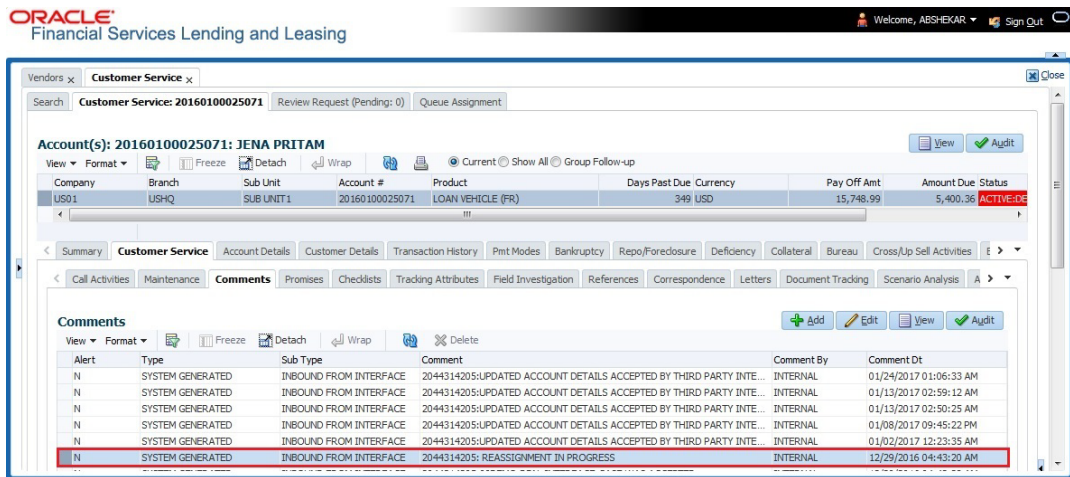 ORACLE
Financial Services Lending and Leasing
Welcome, ABSHEKAR Sign Out
Vendors x Customer Service x
Close
Search Customer Service: 20160100025071 Review Request (Pending: 0) Queue Assignment
Account(s): 20160100025071: JENA PRITAM
View Audit
View Format Freeze Detach Wrap Current Show All Group Follow-up
Company Branch Sub Unit Account # Product Days Past Due Currency Pay Off Amt Amount Due Status
US01 USHQ SUB UNIT1 20160100025071 LOAN VEHICLE (FR) 349 USD 15,748.99 5,400.36 ACTIVE:DE
Summary Customer Service Account Details Customer Details Transaction History Pmt Modes Bankruptcy Repo/Foreclosure Deficiency Collateral Bureau Cross/Up Sell Activities
Call Activities Maintenance Comments Promises Checklists Tracking Attributes Field Investigation References Correspondence Letters Document Tracking Scenario Analysis A
Comments
Add Edit View Audit
View Format Freeze Detach Wrap Delete
Alert Type Sub Type Comment Comment By Comment Dt
N SYSTEM GENERATED INBOUND FROM INTERFACE 2044314205:UPDATED ACCOUNT DETAILS ACCEPTED BY THIRD PARTY INTE... INTERNAL 01/24/2017 01:06:33 AM
N SYSTEM GENERATED INBOUND FROM INTERFACE 2044314205:UPDATED ACCOUNT DETAILS ACCEPTED BY THIRD PARTY INTE... INTERNAL 01/13/2017 02:59:12 AM
N SYSTEM GENERATED INBOUND FROM INTERFACE 2044314205:UPDATED ACCOUNT DETAILS ACCEPTED BY THIRD PARTY INTE... INTERNAL 01/13/2017 02:50:25 AM
N SYSTEM GENERATED INBOUND FROM INTERFACE 2044314205:UPDATED ACCOUNT DETAILS ACCEPTED BY THIRD PARTY INTE... INTERNAL 01/08/2017 09:45:22 PM
N SYSTEM GENERATED INBOUND FROM INTERFACE 2044314205:UPDATED ACCOUNT DETAILS ACCEPTED BY THIRD PARTY INTE... INTERNAL 01/02/2017 12:23:35 AM
N SYSTEM GENERATED INBOUND FROM INTERFACE 2044314205: REASSIGNMENT IN PROGRESS INTERNAL 12/29/2016 04:43:20 AM